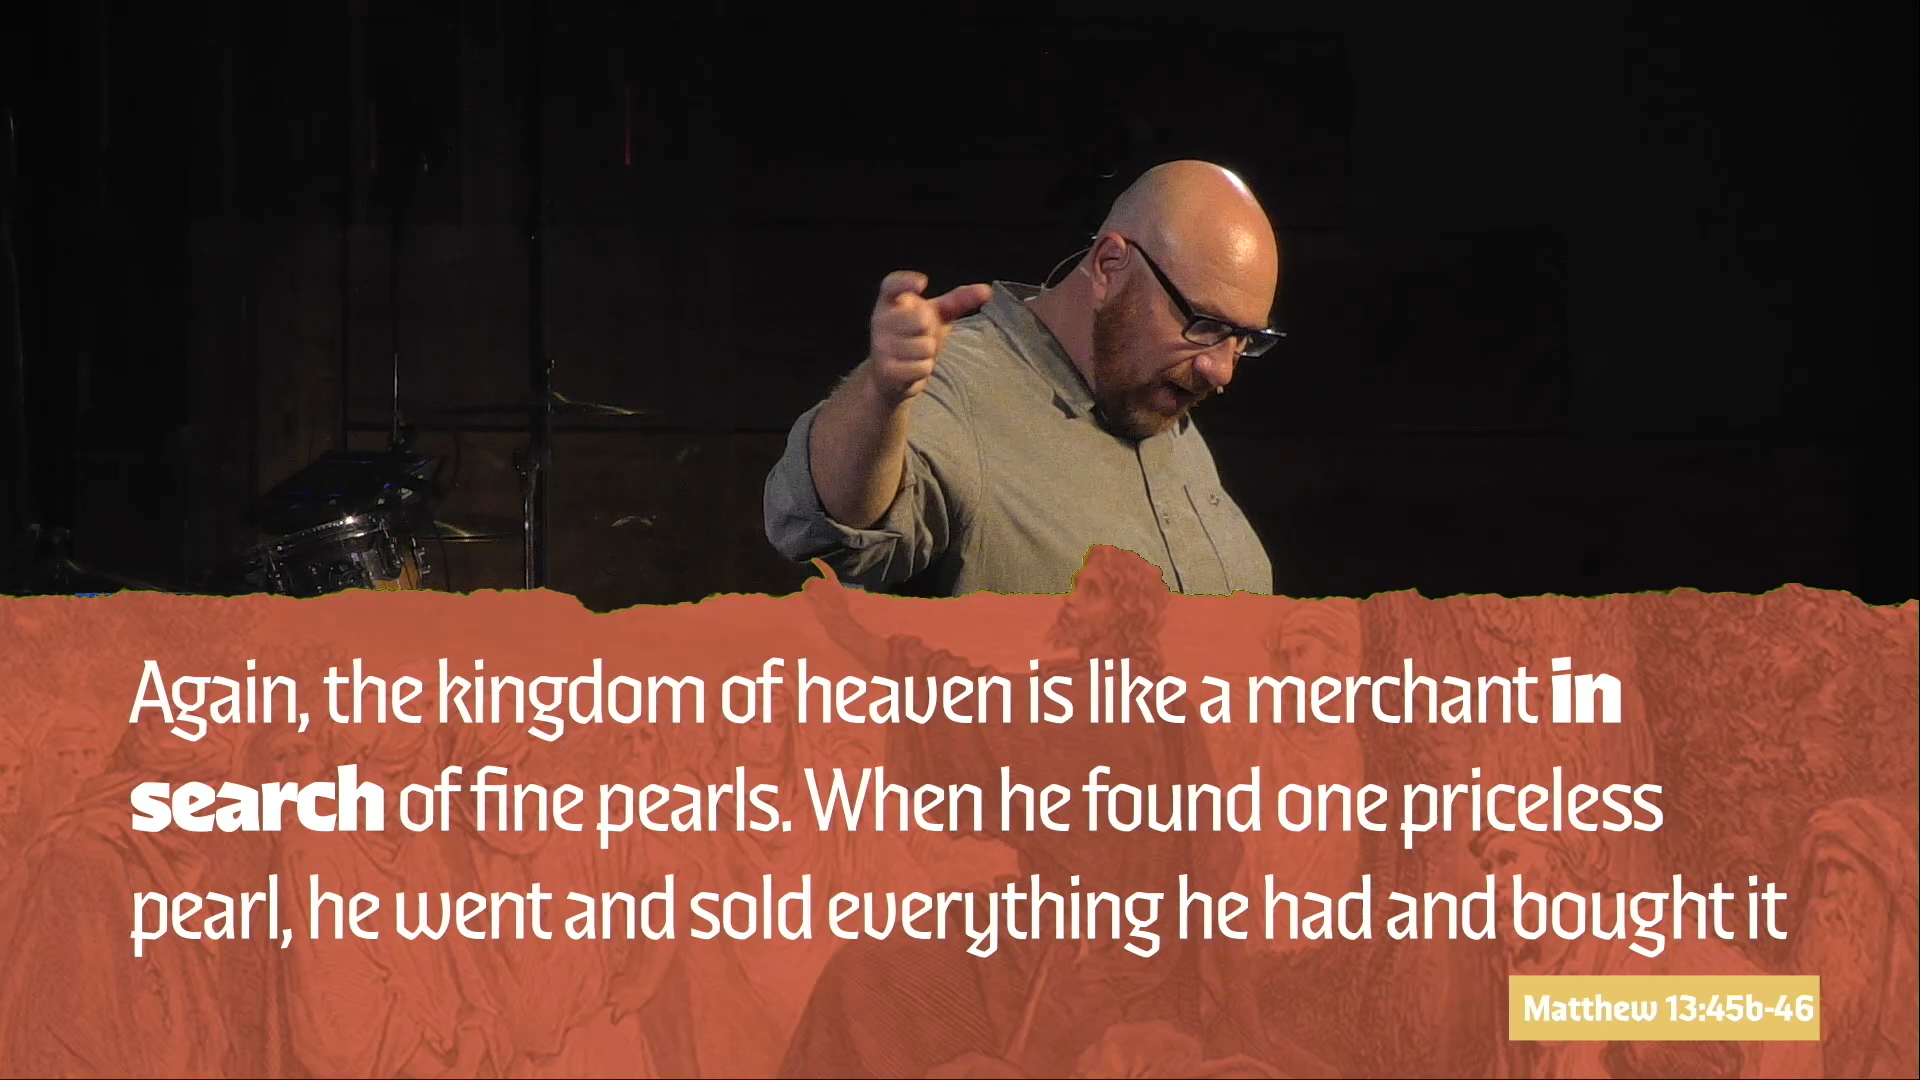 Again, the kingdom of heaven is like a merchant in
search of fine pearls. When he found one priceless
pearl, he went and sold everything he had and bought it
Matthew 13:45b-46